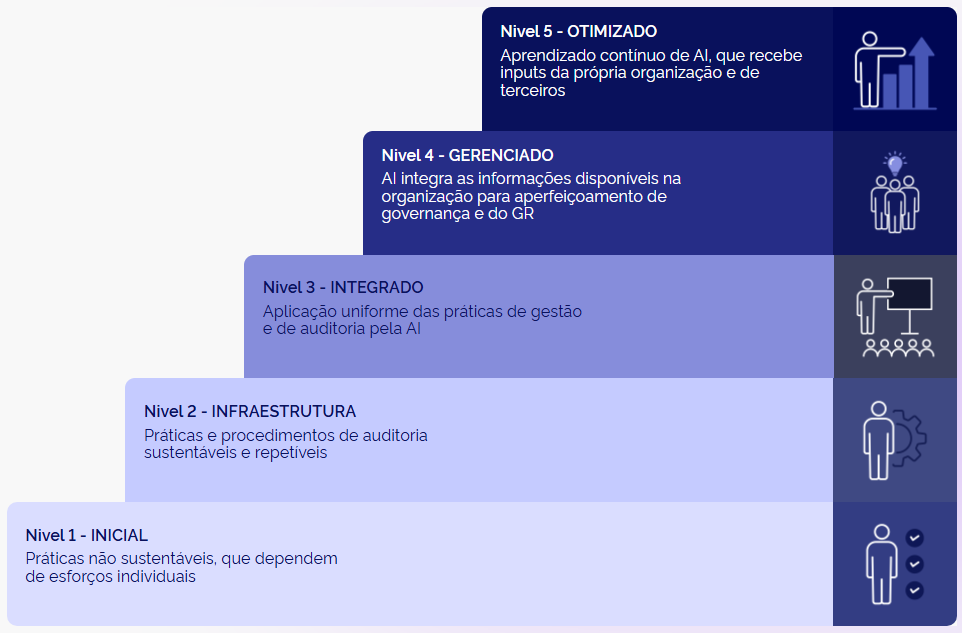 Nivel 5 - OTIMIZADO
Aprendizado contínuo de AI, que recebe
inputs da própria organização e de
terceiros
Nivel 4 - GERENCIADO
AI integra as informações disponíveis na
organização para aperfeiçoamento de
governança e do GR
Nivel 3 - INTEGRADO
Aplicação uniforme das práticas de gestão
e de auditoria pela AI
Nivel 2 - INFRAESTRUTURA
Práticas e procedimentos de auditoria
sustentáveis e repetíveis
Nivel 1 - INICIAL
Práticas não sustentáveis, que dependem
de esforços individuais